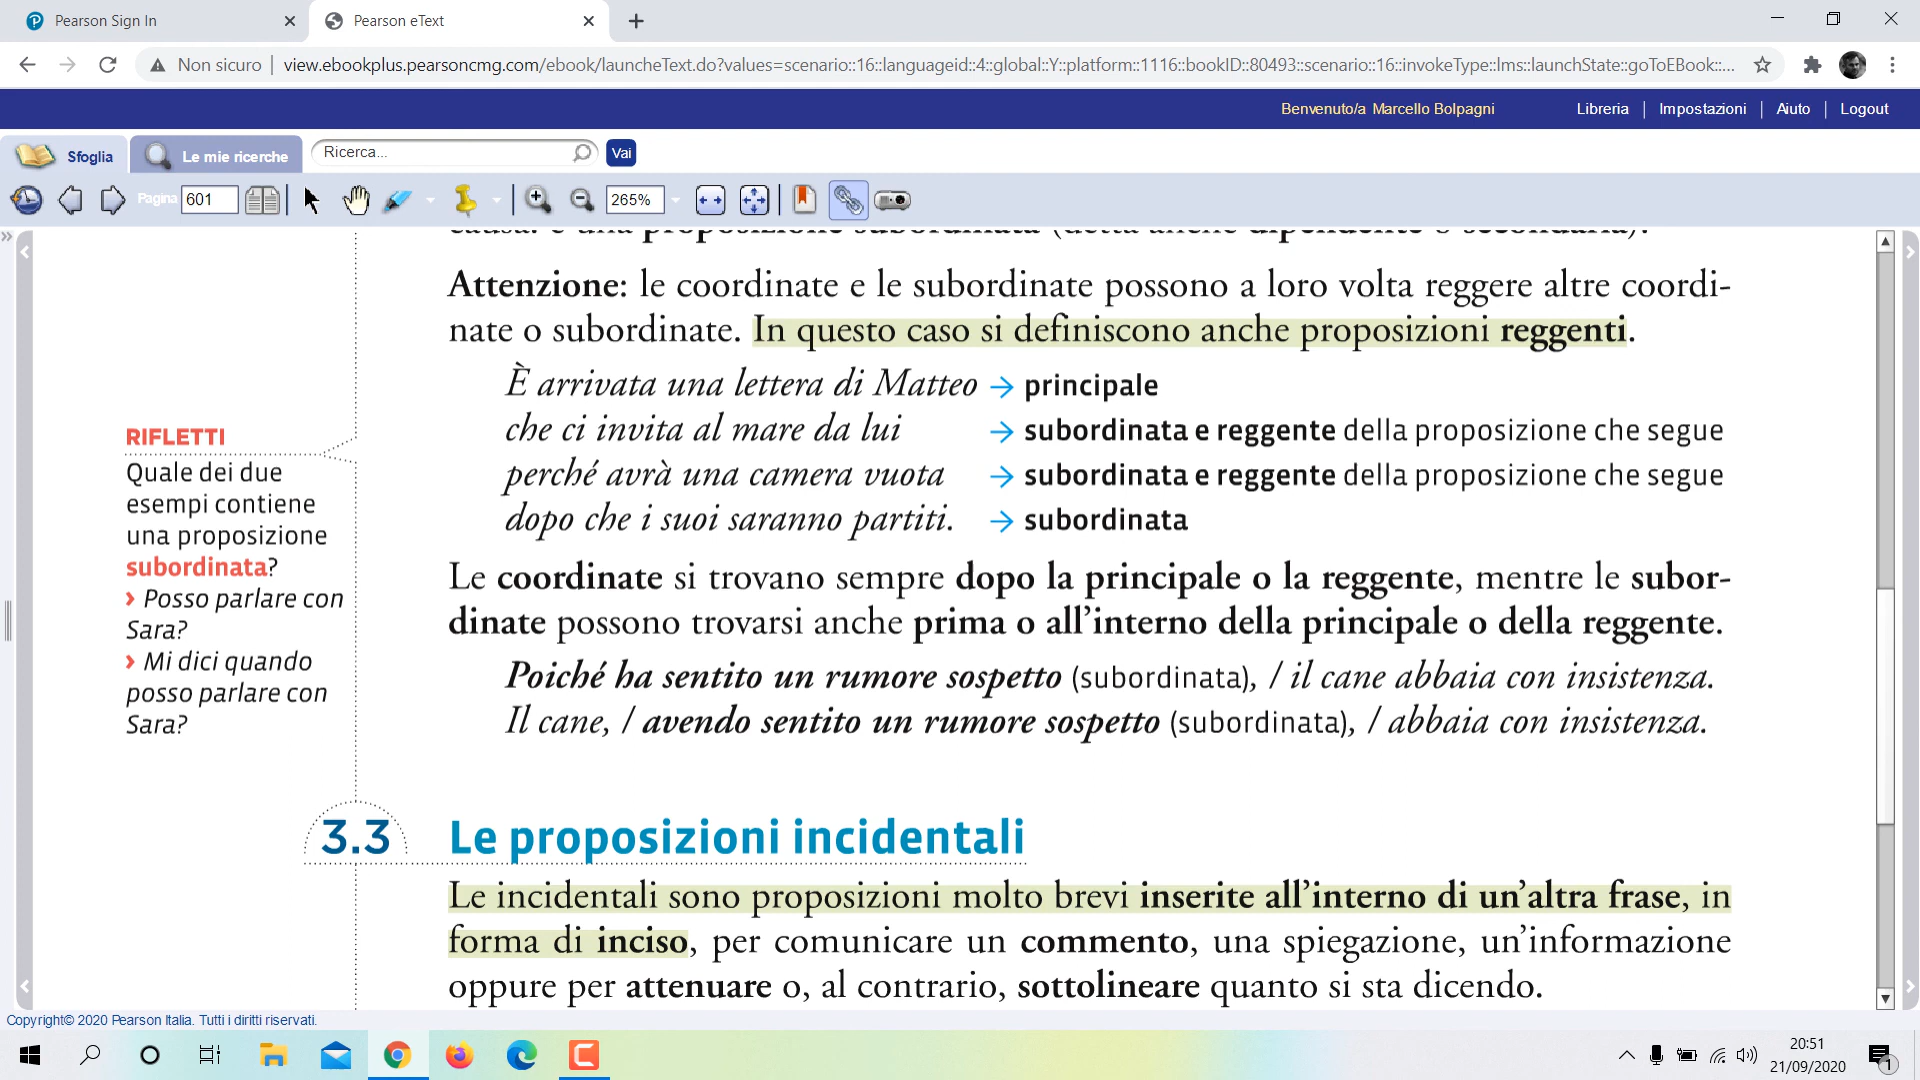 Pearson Sign In
Pearson eText
Non sicuro
view.ebookplus.pearsoncmg.com/ebook/launcheText.do?values=scenario::16::languageid::4::global::Y::platform::1116::bookID::80493::scenario::16::invokeType::lms::launchState::goToEBook::...
Benvenuto/a Marcello Bolpagni
Libreria | Impostazioni | Aiuto | Logout
Sfoglia
Le mie ricerche
Ricerca...
Vai
Pagina 601
265%
causa: è una proposizione subordinata (detta anche dipendente o secondaria).
Attenzione: le coordinate e le subordinate possono a loro volta reggere altre coordi-
nate o subordinate. In questo caso si definiscono anche proposizioni reggenti.
È arrivata una lettera di Matteo → principale
che ci invita al mare da lui → subordinata e reggente della proposizione che segue
perché avrà una camera vuota → subordinata e reggente della proposizione che segue
dopo che i suoi saranno partiti. → subordinata
RIFLETTI
Quale dei due
esempi contiene
una proposizione
subordinata?
› Posso parlare con
Sara?
› Mi dici quando
posso parlare con
Sara?
Le coordinate si trovano sempre dopo la principale o la reggente, mentre le subor-
dinate possono trovarsi anche prima o all'interno della principale o della reggente.
Poiché ha sentito un rumore sospetto (subordinata), / il cane abbaia con insistenza.
Il cane, / avendo sentito un rumore sospetto (subordinata), / abbaia con insistenza.
3.3 Le proposizioni incidentali
Le incidentali sono proposizioni molto brevi inserite all'interno di un'altra frase, in
forma di inciso, per comunicare un commento, una spiegazione, un'informazione
oppure per attenuare o, al contrario, sottolineare quanto si sta dicendo.
Copyright© 2020 Pearson Italia. Tutti i diritti riservati.
20:51
21/09/2020
1